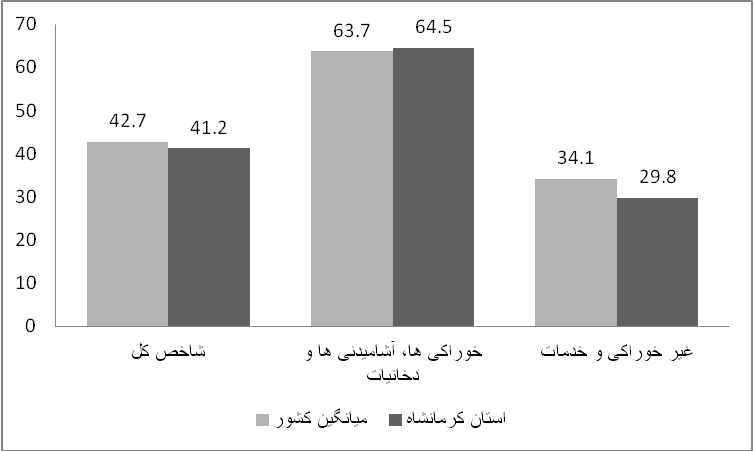 70
60
50
40
30
20
10
0
42.7
41.2
63.7
64.5
34.1
29.8
شاخص کل
خوراکی ها، آشامیدنی ها و
دخانیات
غیر خوراکی و خدمات
میانگین کشور
استان کرمانشاه